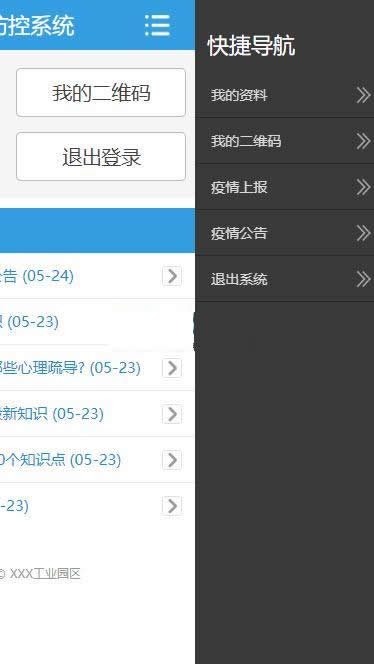 防控系统
快捷导航
我的二维码
退出登录
我的资料
我的二维码
疫情上报
疫情公告
退出系统
告 (05-24)
(05-23)
些心理疏导? (05-23)
新知识 (05-23)
0个知识点 (05-23)
-23)
© XXX工业园区